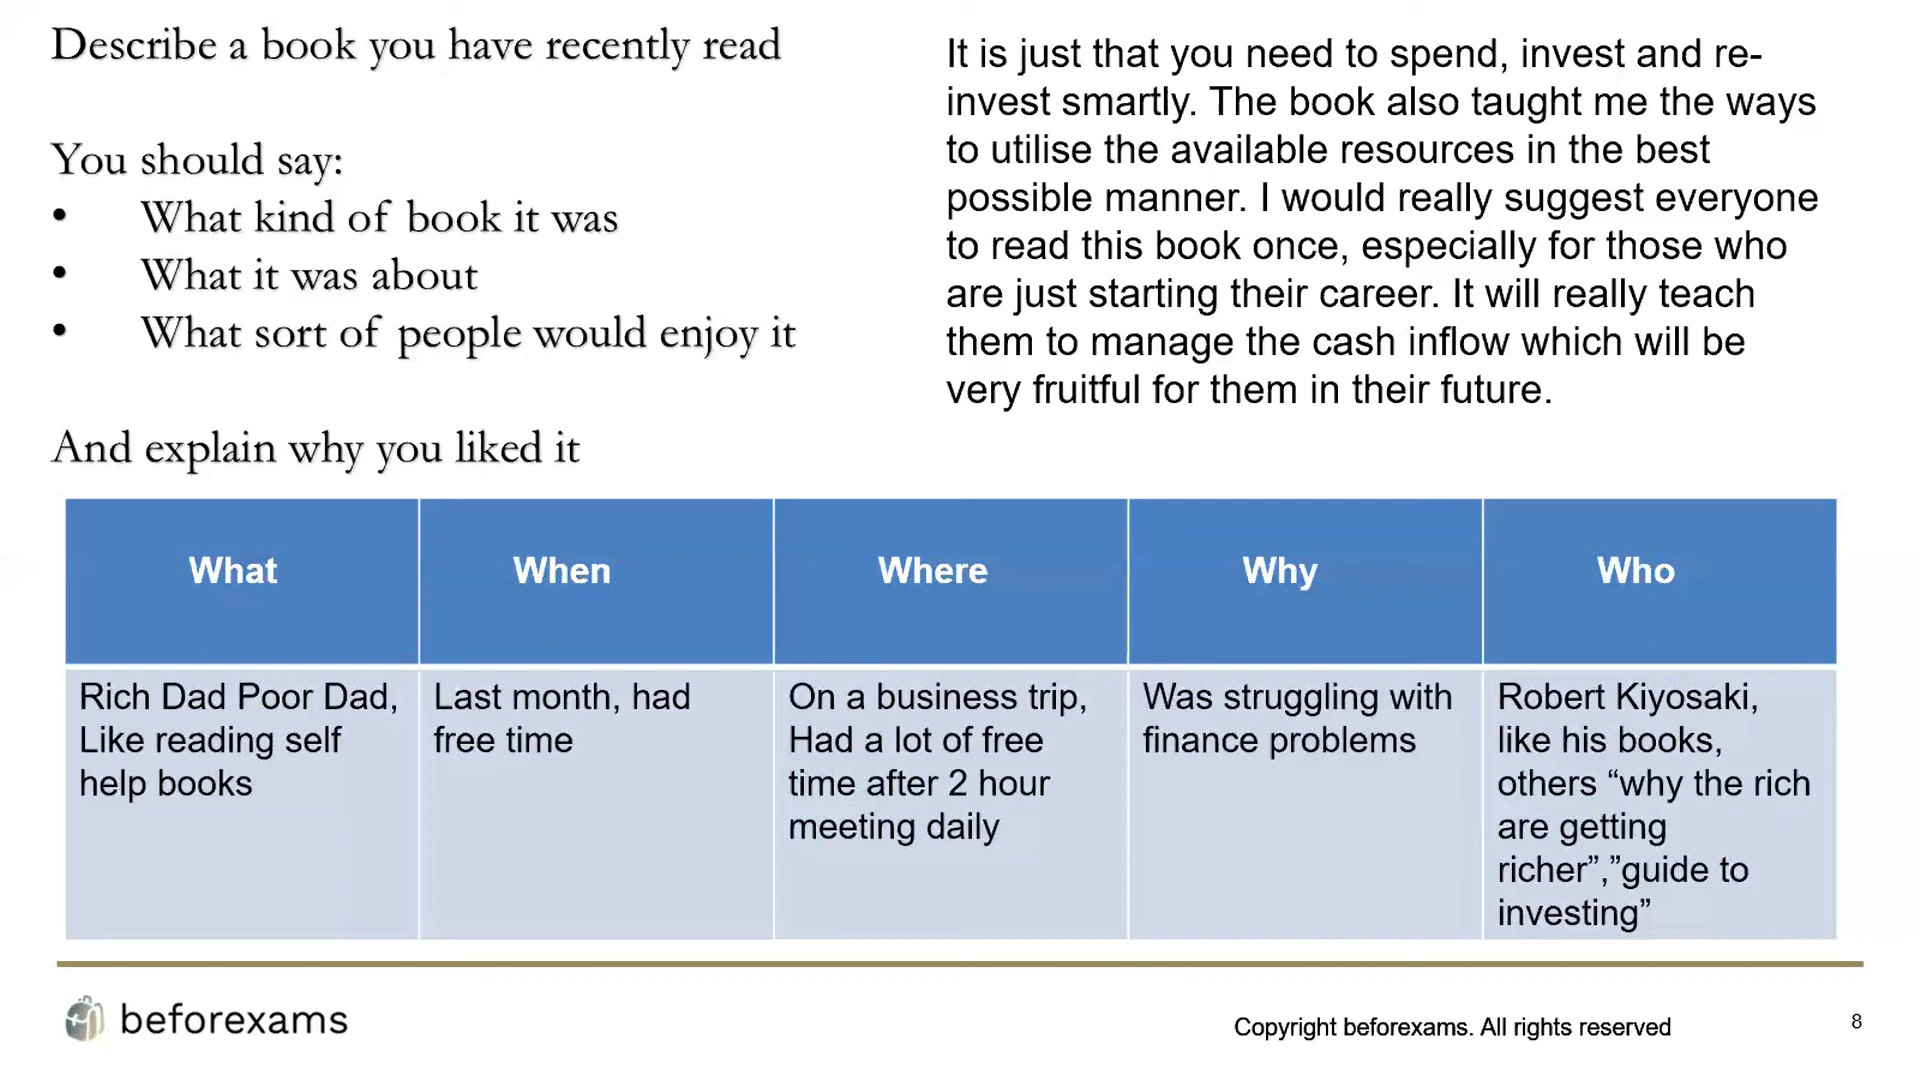 Describe a book you have recently read
You should say:
• What kind of book it was
• What it was about
• What sort of people would enjoy it
And explain why you liked it
It is just that you need to spend, invest and re-
invest smartly. The book also taught me the ways
to utilise the available resources in the best
possible manner. I would really suggest everyone
to read this book once, especially for those who
are just starting their career. It will really teach
them to manage the cash inflow which will be
very fruitful for them in their future.
What
When
Where
Why
Who
Rich Dad Poor Dad,
Like reading self
help books
Last month, had
free time
On a business trip,
Had a lot of free
time after 2 hour
meeting daily
Was struggling with
finance problems
Robert Kiyosaki,
like his books,
others “why the rich
are getting
richer”,”guide to
investing”
beforexams
Copyright beforexams. All rights reserved
8